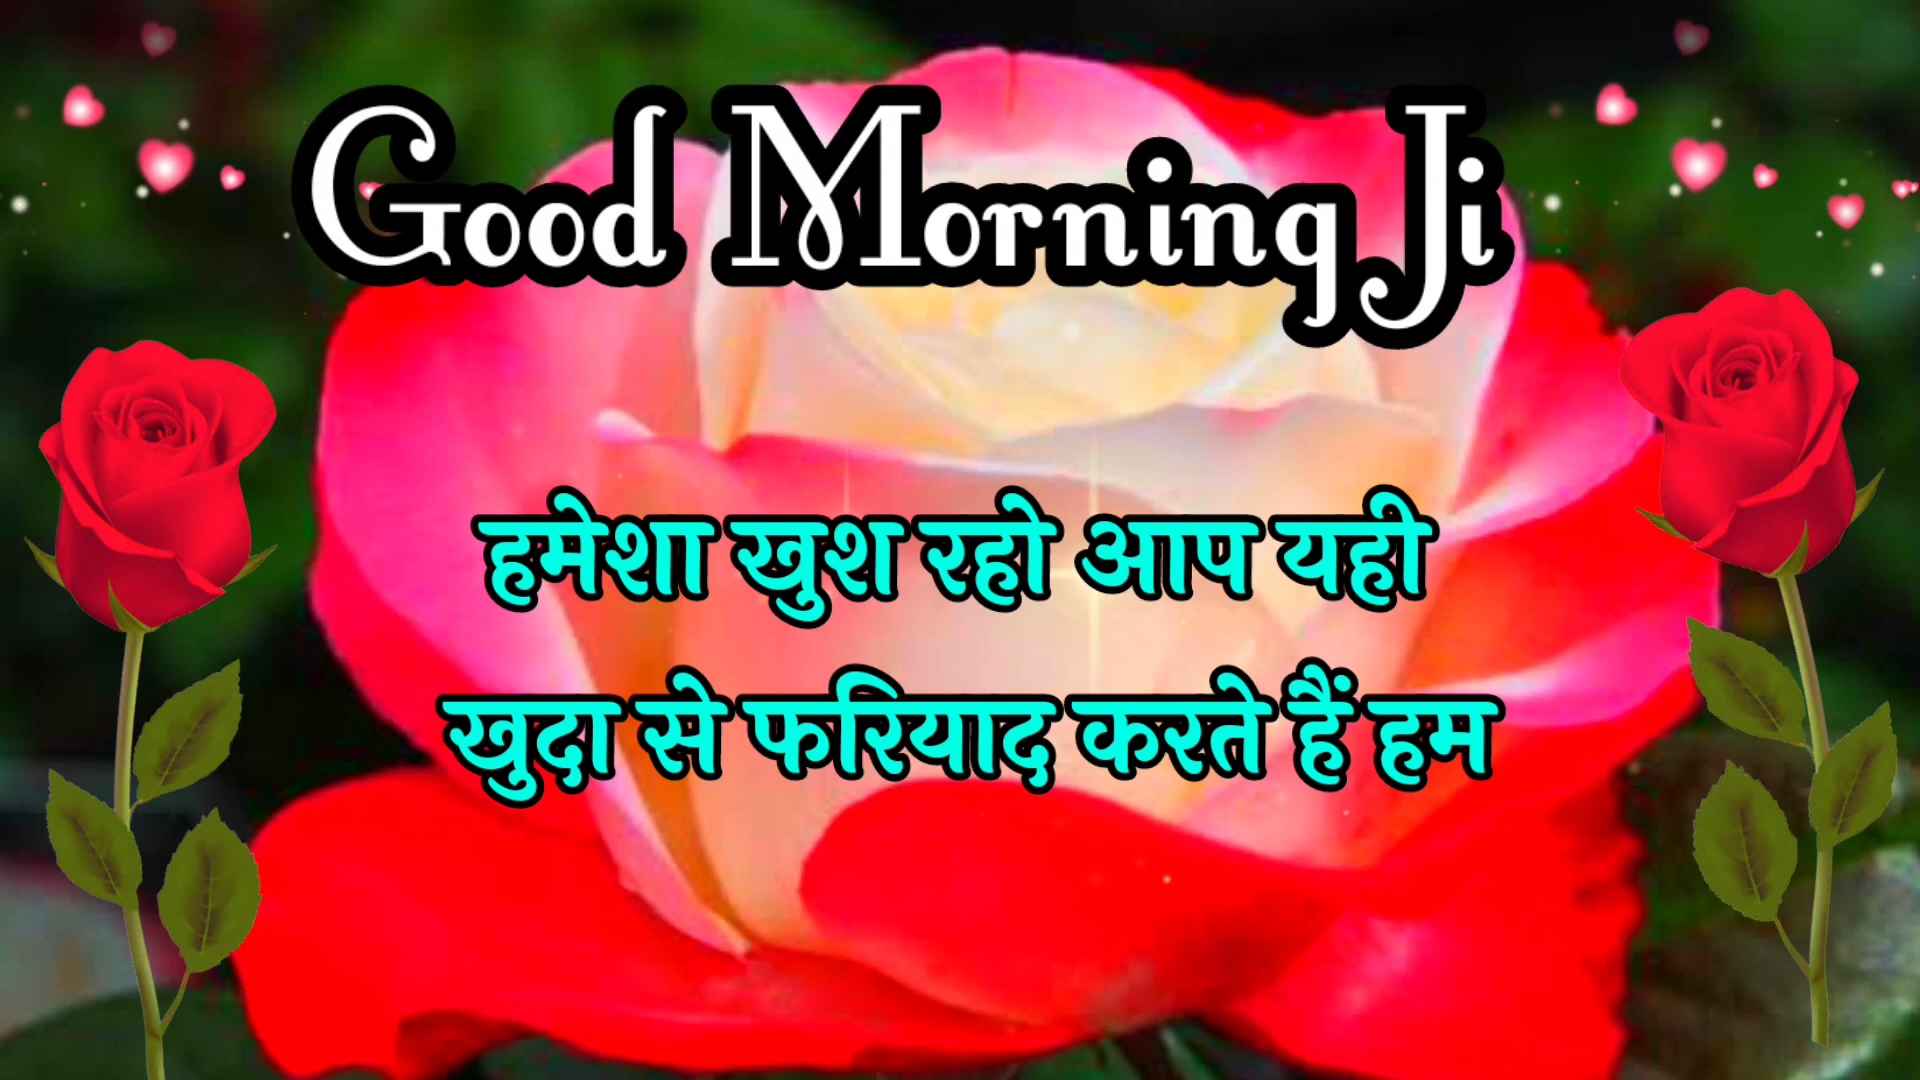 Good Morning Ji
हमेशा खुश रहो आप यही
खुदा से फरियाद करते हैं हम